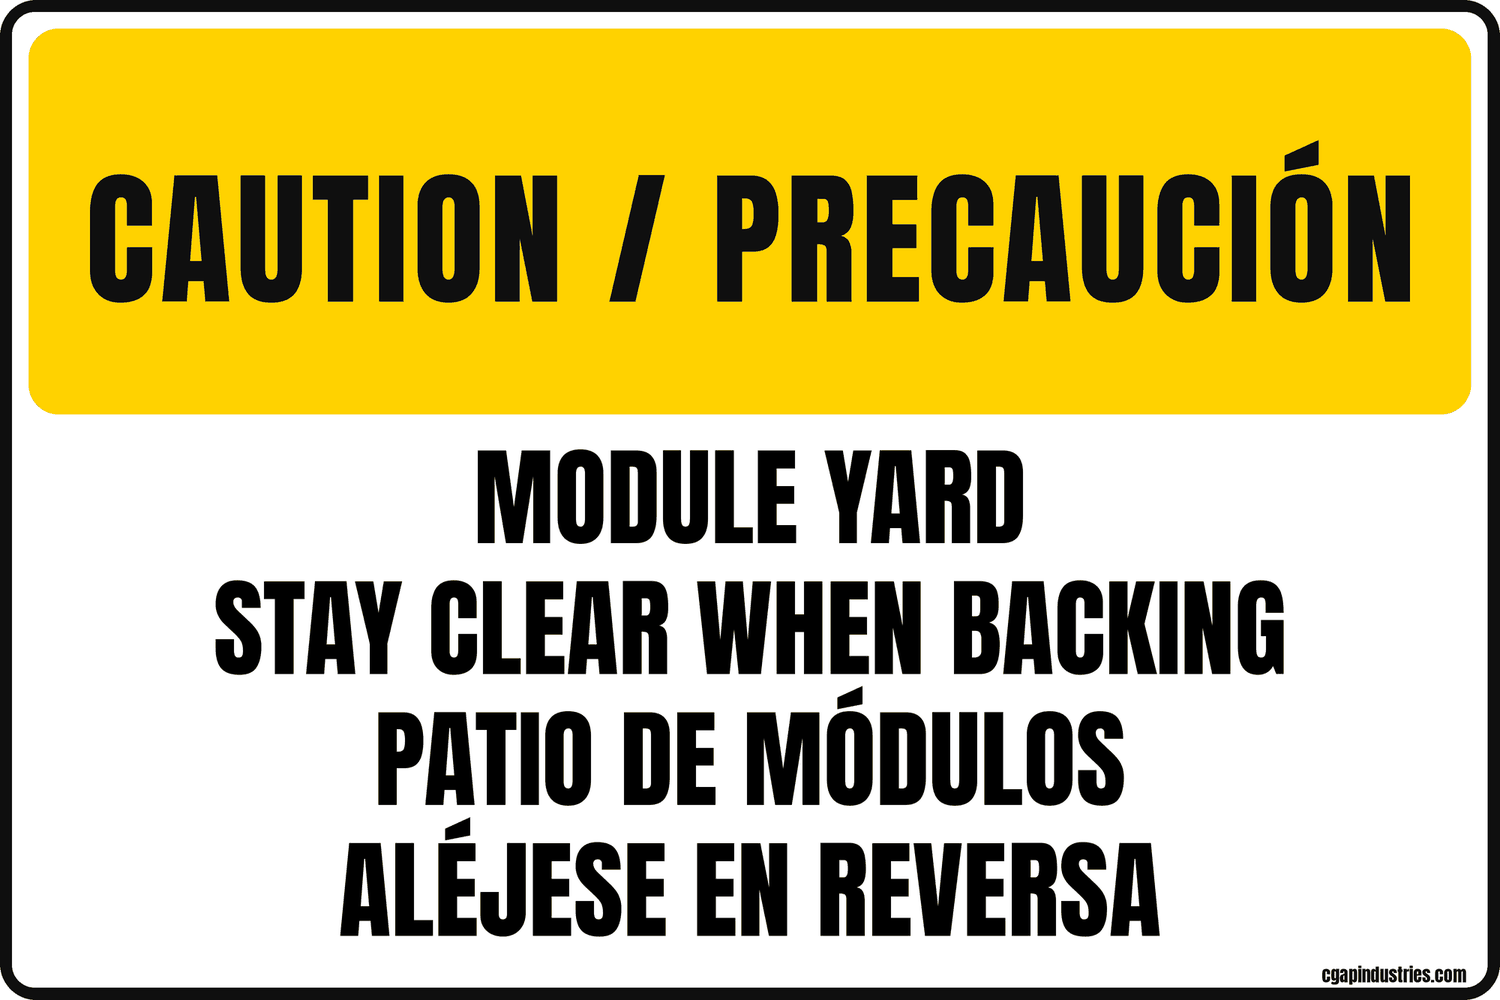 CAUTION / PRECAUCIÓN
MODULE YARD
STAY CLEAR WHEN BACKING
PATIO DE MÓDULOS
ALÉJESE EN REVERSA
cgapindustries.com